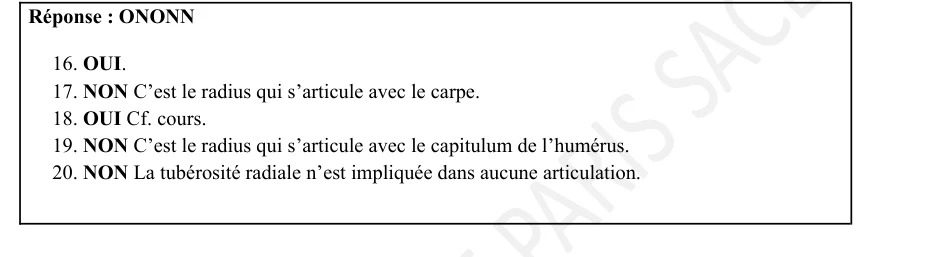 Réponse : ONONN
16. OUI.
17. NON C’est le radius qui s’articule avec le carpe.
18. OUI Cf. cours.
19. NON C’est le radius qui s’articule avec le capitulum de l’humérus.
20. NON La tubérosité radiale n’est impliquée dans aucune articulation.
PARIS SACL